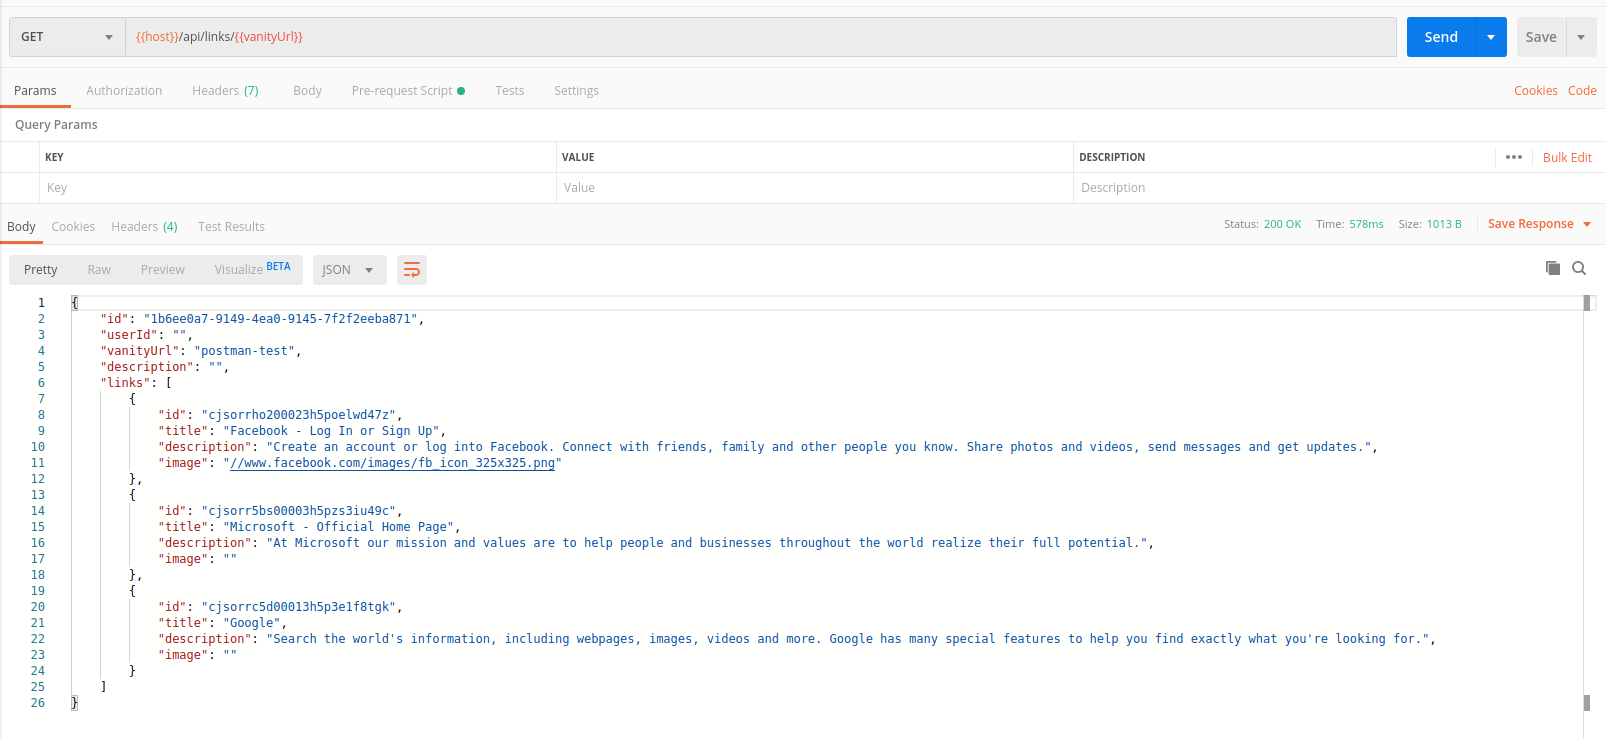 GET {{host}}/api/links/{{vanityUrl}} Send Save
Params Authorization Headers (7) Body Pre-request Script Tests Settings Cookies Code
Query Params
KEY VALUE DESCRIPTION ••• Bulk Edit
Key Value Description
Body Cookies Headers (4) Test Results Status: 200 OK Time: 578ms Size: 1013 B Save Response
Pretty Raw Preview Visualize BETA JSON
1 {
2 "id": "1b6ee0a7-9149-4ea0-9145-7f2f2eeba871",
3 "userId": "",
4 "vanityUrl": "postman-test",
5 "description": "",
6 "links": [
7 {
8 "id": "cjsorrho200023h5poelwd47z",
9 "title": "Facebook - Log In or Sign Up",
10 "description": "Create an account or log into Facebook. Connect with friends, family and other people you know. Share photos and videos, send messages and get updates.",
11 "image": "//www.facebook.com/images/fb_icon_325x325.png"
12 },
13 {
14 "id": "cjsorr5bs00003h5pzs3iu49c",
15 "title": "Microsoft - Official Home Page",
16 "description": "At Microsoft our mission and values are to help people and businesses throughout the world realize their full potential.",
17 "image": ""
18 },
19 {
20 "id": "cjsorrc5d00013h5p3e1f8tgk",
21 "title": "Google",
22 "description": "Search the world's information, including webpages, images, videos and more. Google has many special features to help you find exactly what you're looking for.",
23 "image": ""
24 }
25 ]
26 }